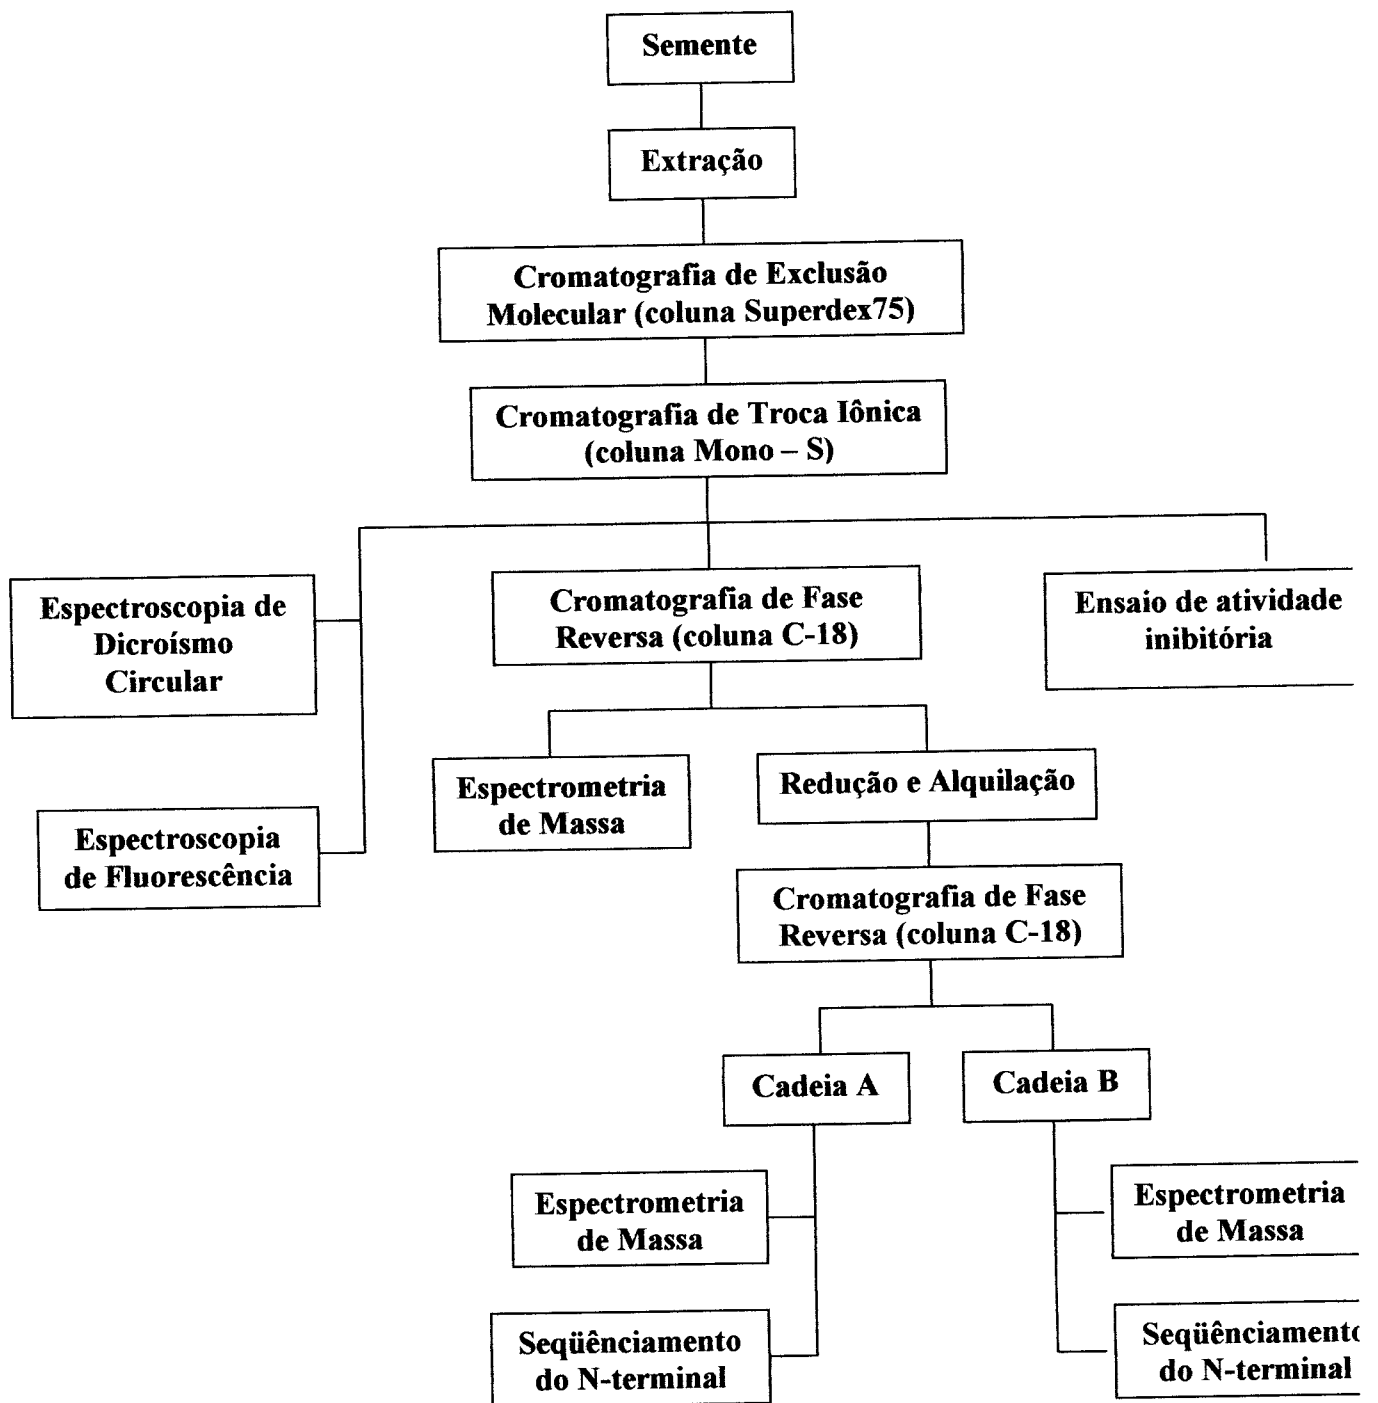 Semente
Extração
Cromatografia de Exclusão
Molecular (coluna Superdex75)
Cromatografia de Troca Iônica
(coluna Mono – S)
Espectroscopia de
Dicroísmo
Circular
Cromatografia de Fase
Reversa (coluna C-18)
Ensaio de atividade
inibitória
Espectrometria
de Massa
Redução e Alquilação
Espectroscopia
de Fluorescência
Cromatografia de Fase
Reversa (coluna C-18)
Cadeia A
Cadeia B
Espectrometria
de Massa
Espectrometria
de Massa
Seqüênciamento
do N-terminal
Seqüênciamento
do N-terminal